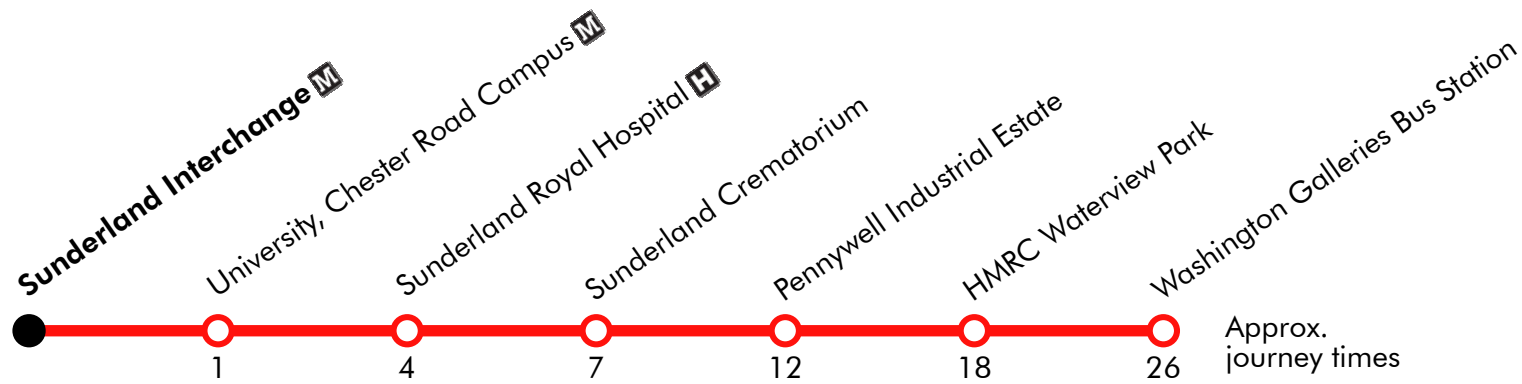 Sunderland Interchange M
University, Chester Road Campus M
Sunderland Royal Hospital H
Sunderland Crematorium
Pennywell Industrial Estate
HMRC Waterview Park
Washington Galleries Bus Station
1 4 7 12 18 26
Approx.
journey times